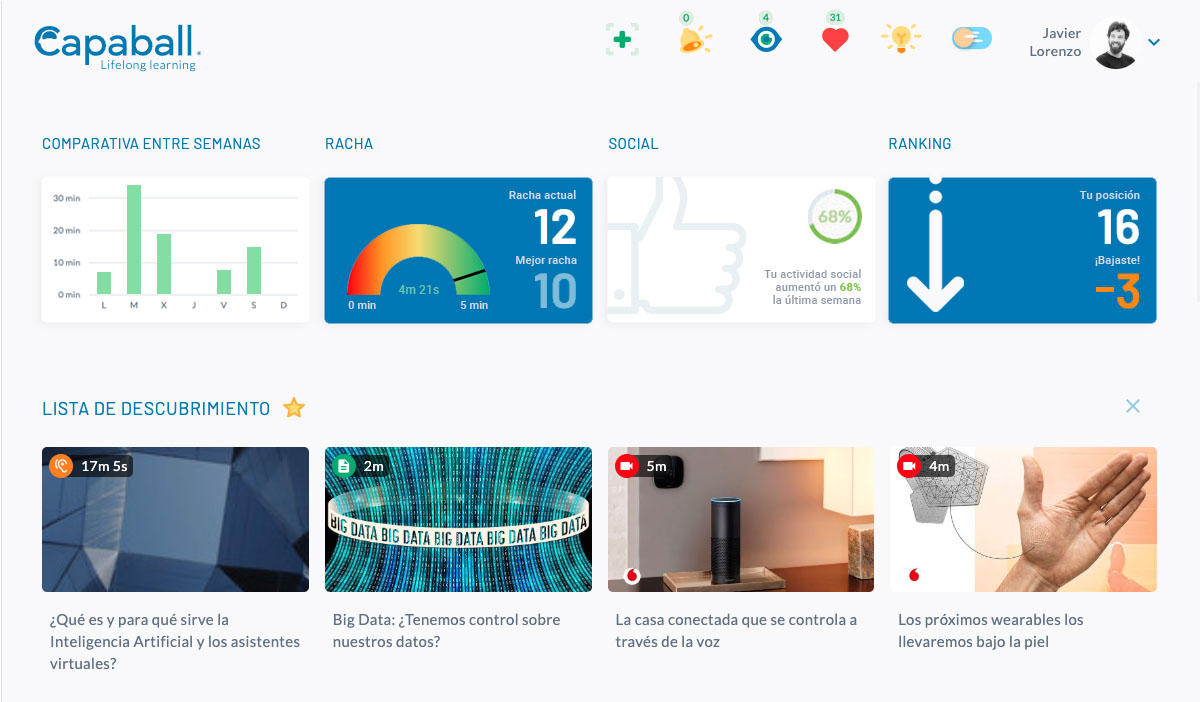 Capaball.
Lifelong learning
0
4
31
Javier
Lorenzo
COMPARATIVA ENTRE SEMANAS
30 min
20 min
10 min
0 min
L M X J V S D
RACHA
Racha actual
12
Mejor racha
10
4m 21s
0 min
5 min
SOCIAL
68%
Tu actividad social
aumentó un 68%
la última semana
RANKING
Tu posición
16
¡Bajaste!
-3
LISTA DE DESCUBRIMIENTO
17m 5s
¿Qué es y para qué sirve la
Inteligencia Artificial y los asistentes
virtuales?
2m
BIG DATA BIG DATA BIG DATA BIG DATA BIG DATA
Big Data: ¿Tenemos control sobre
nuestros datos?
5m
La casa conectada que se controla a
través de la voz
4m
Los próximos wearables los
llevaremos bajo la piel